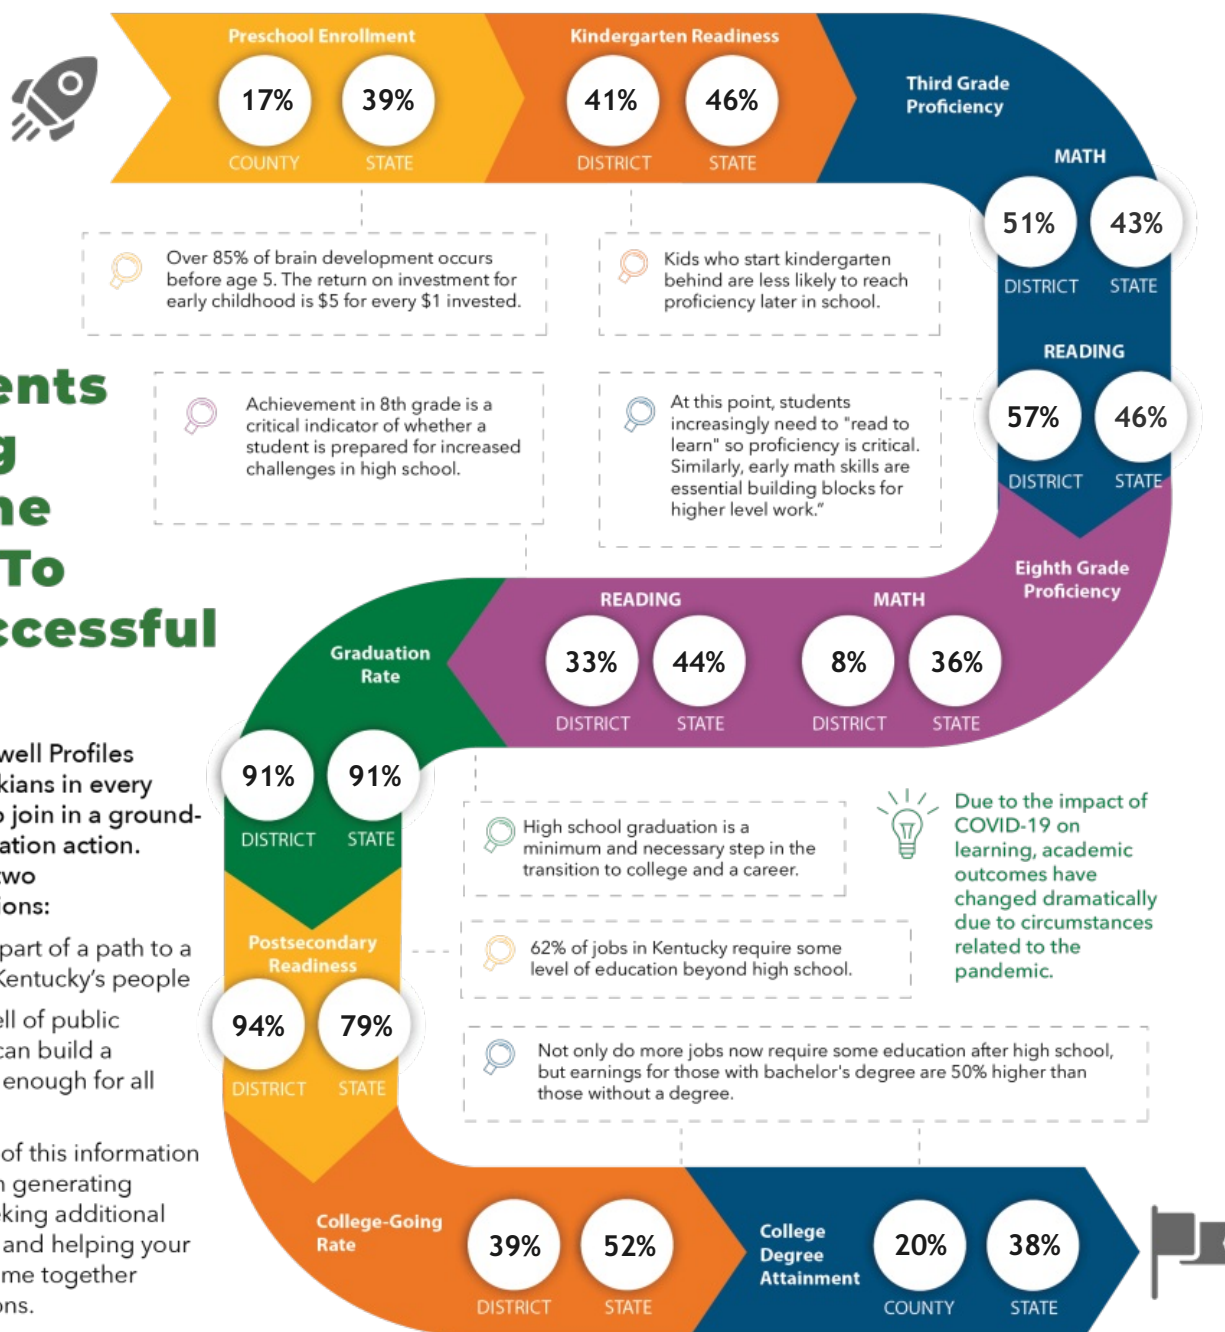 Preschool Enrollment
17% 39%
COUNTY STATE
Kindergarten Readiness
41% 46%
DISTRICT STATE
Third Grade
Proficiency
MATH
51% 43%
DISTRICT STATE
READING
57% 46%
DISTRICT STATE
Over 85% of brain development occurs
before age 5. The return on investment for
early childhood is $5 for every $1 invested.
Kids who start kindergarten
behind are less likely to reach
proficiency later in school.
Achievement in 8th grade is a
critical indicator of whether a
student is prepared for increased
challenges in high school.
At this point, students
increasingly need to "read to
learn" so proficiency is critical.
Similarly, early math skills are
essential building blocks for
higher level work.”
ents
g
ne
To
ccessful
Eighth Grade
Proficiency
READING
33% 44%
DISTRICT STATE
MATH
8% 36%
DISTRICT STATE
Graduation
Rate
91% 91%
DISTRICT STATE
well Profiles
kians in every
o join in a ground-
ation action.
two
ions:
part of a path to a
Kentucky’s people
ell of public
can build a
enough for all
of this information
n generating
king additional
and helping your
me together
ons.
High school graduation is a
minimum and necessary step in the
transition to college and a career.
Due to the impact of
COVID-19 on
learning, academic
outcomes have
changed dramatically
due to circumstances
related to the
pandemic.
Postsecondary
Readiness
94% 79%
DISTRICT STATE
62% of jobs in Kentucky require some
level of education beyond high school.
Not only do more jobs now require some education after high school,
but earnings for those with bachelor's degree are 50% higher than
those without a degree.
College-Going
Rate
39% 52%
DISTRICT STATE
College
Degree
Attainment
20% 38%
COUNTY STATE